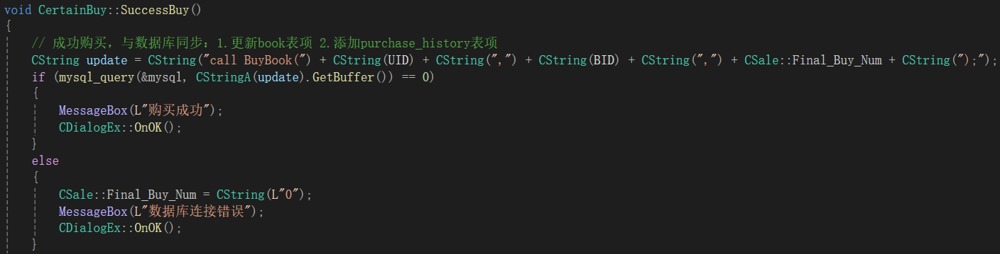 void CertainBuy::SuccessBuy()
{
// 成功购买，与数据库同步：1.更新book表项 2.添加purchase_history表项
CString update = CString("call BuyBook(") + CString(UID) + CString(",") + CString(BID) + CString(",") + CSale::Final_Buy_Num + CString(");");
if (mysql_query(&mysql, CStringA(update).GetBuffer()) == 0)
{
MessageBox(L"购买成功");
CDialogEx::OnOK();
}
else
{
CSale::Final_Buy_Num = CString(L"0");
MessageBox(L"数据库连接错误");
CDialogEx::OnOK();
}